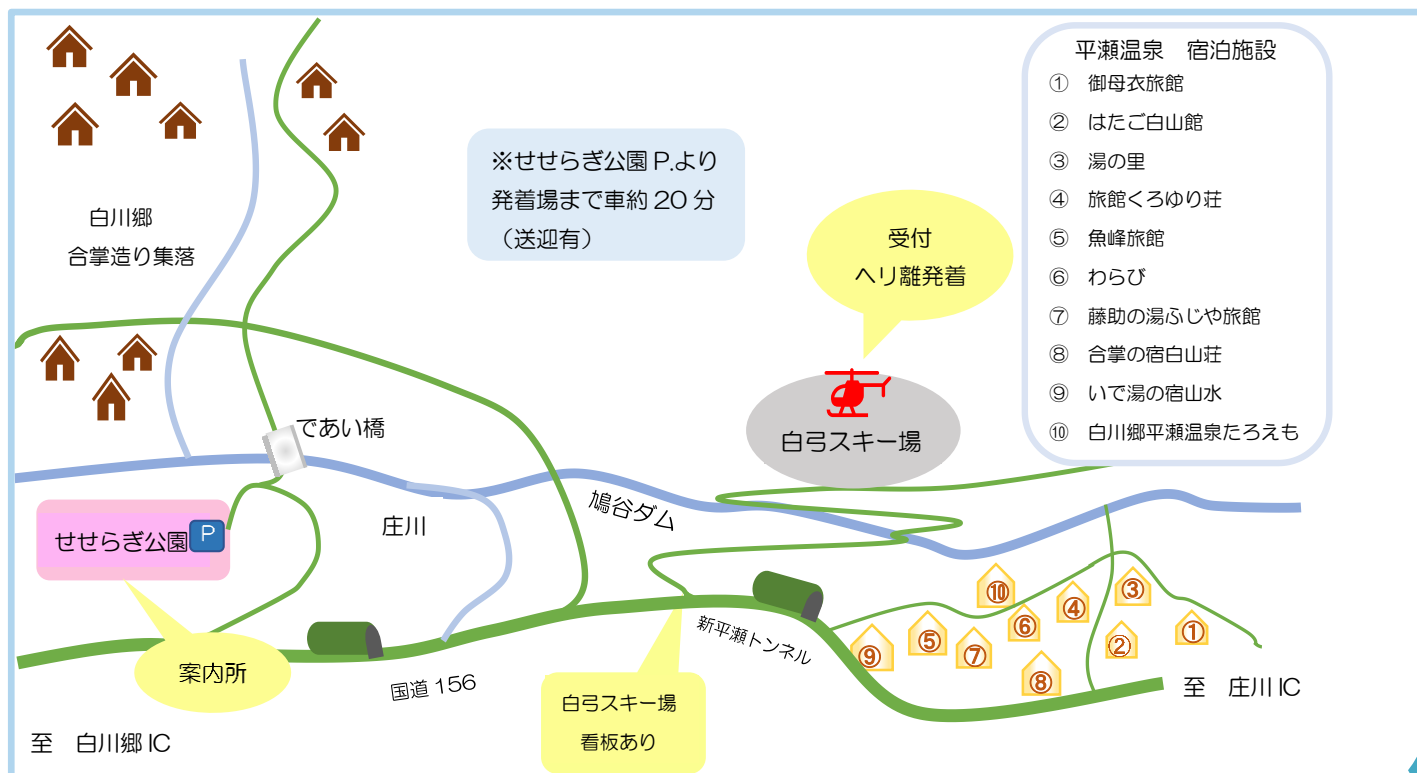 平瀬温泉　宿泊施設
① 御母衣旅館
② はたご白山館
③ 湯の里
④ 旅館くろゆり荘
⑤ 魚峰旅館
⑥ わらび
⑦ 藤助の湯ふじや旅館
⑧ 合掌の宿白山荘
⑨ いで湯の宿山水
⑩ 白川郷平瀬温泉たろえも
※せせらぎ公園 P.より
発着場まで車約 20 分
（送迎有）
白川郷
合掌造り集落
受付
ヘリ離発着
白弓スキー場
であい橋
せせらぎ公園
P
庄川
鳩谷ダム
案内所
国道 156
新平瀬トンネル
白弓スキー場
看板あり
⑩
③
④
⑥
①
⑤
②
⑦
⑨
⑧
至　庄川 IC
至　白川郷 IC